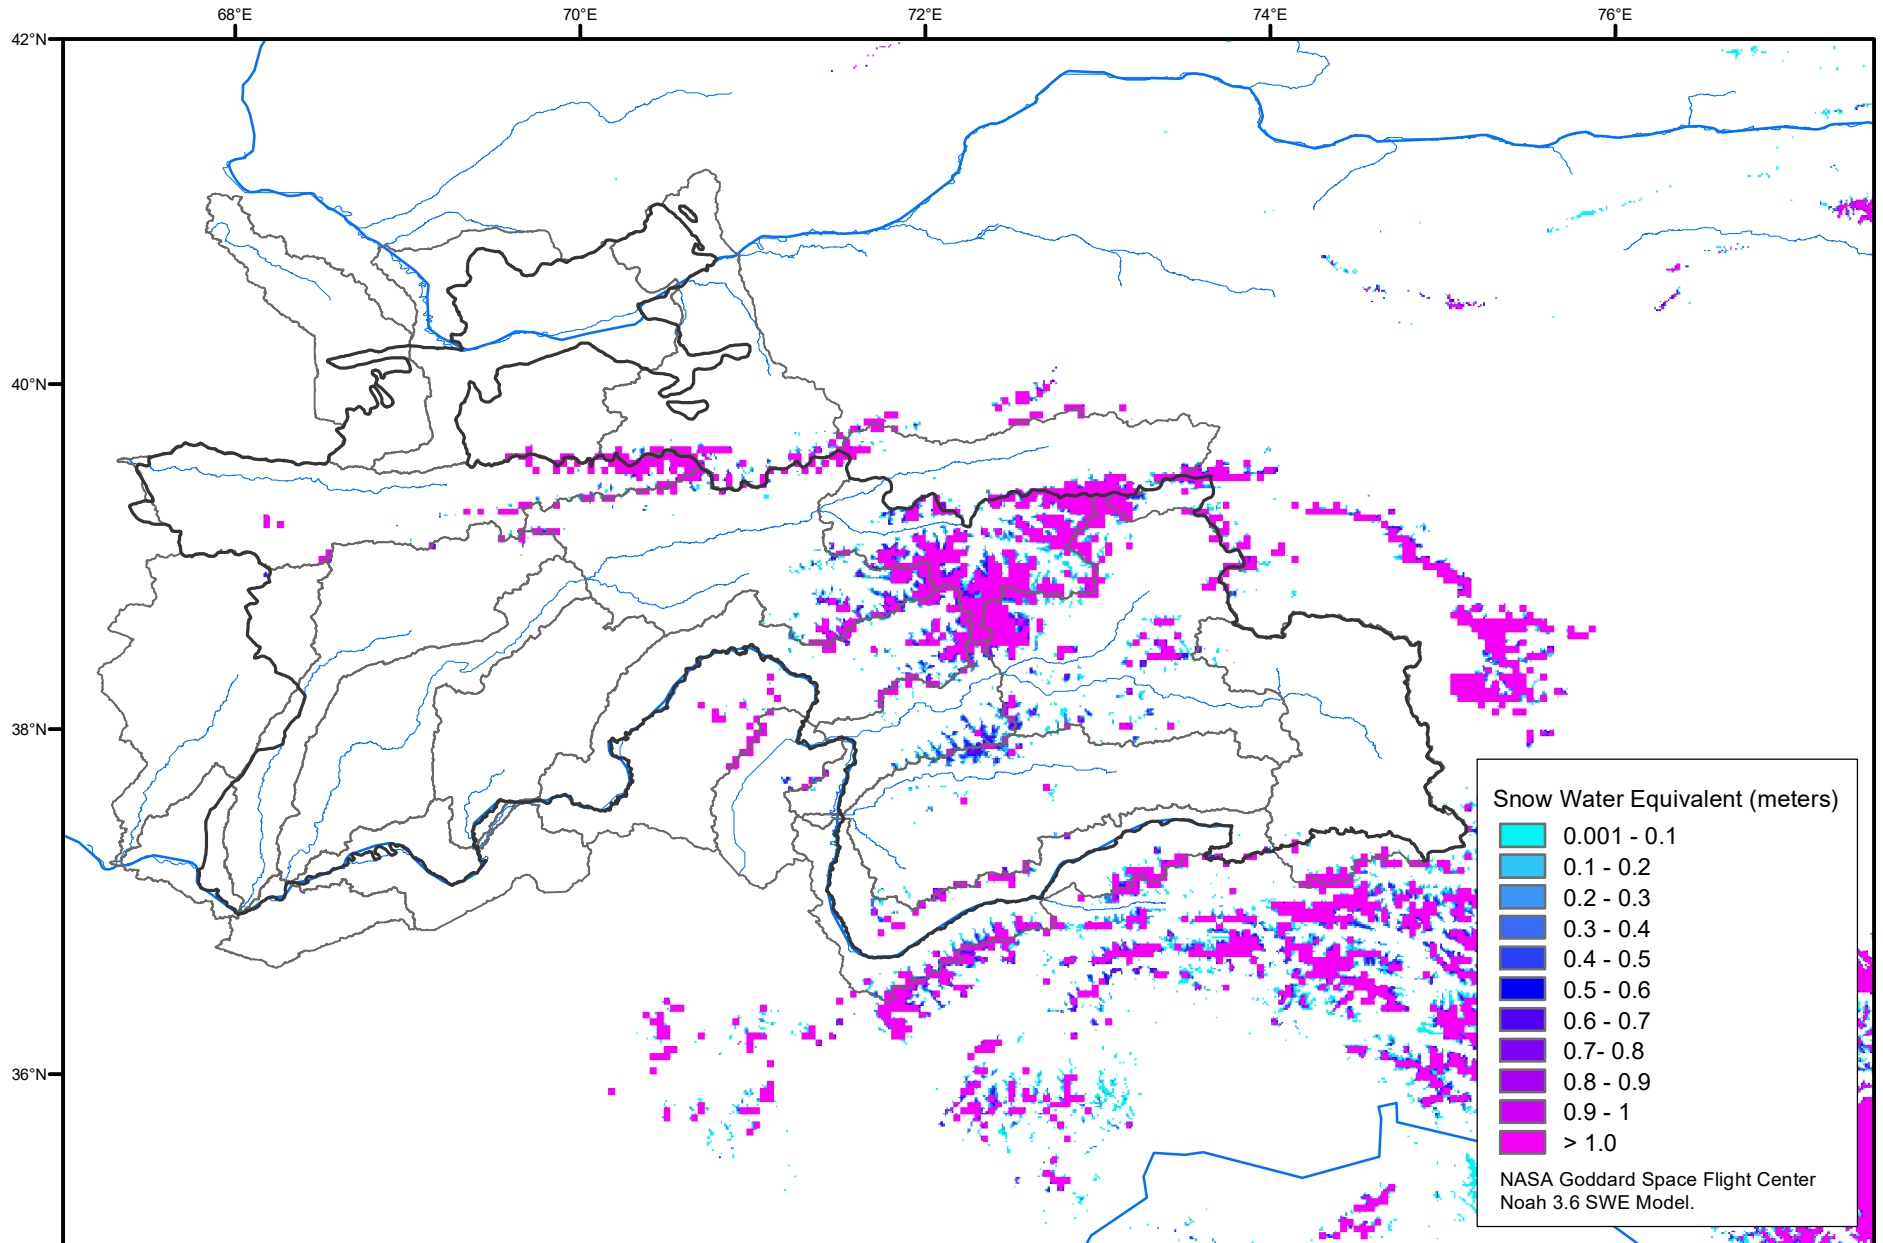 68°E 70°E 72°E 74°E 76°E
42°N
40°N
38°N
36°N
Snow Water Equivalent (meters)
0.001 - 0.1
0.1 - 0.2
0.2 - 0.3
0.3 - 0.4
0.4 - 0.5
0.5 - 0.6
0.6 - 0.7
0.7- 0.8
0.8 - 0.9
0.9 - 1
> 1.0
NASA Goddard Space Flight Center
Noah 3.6 SWE Model.